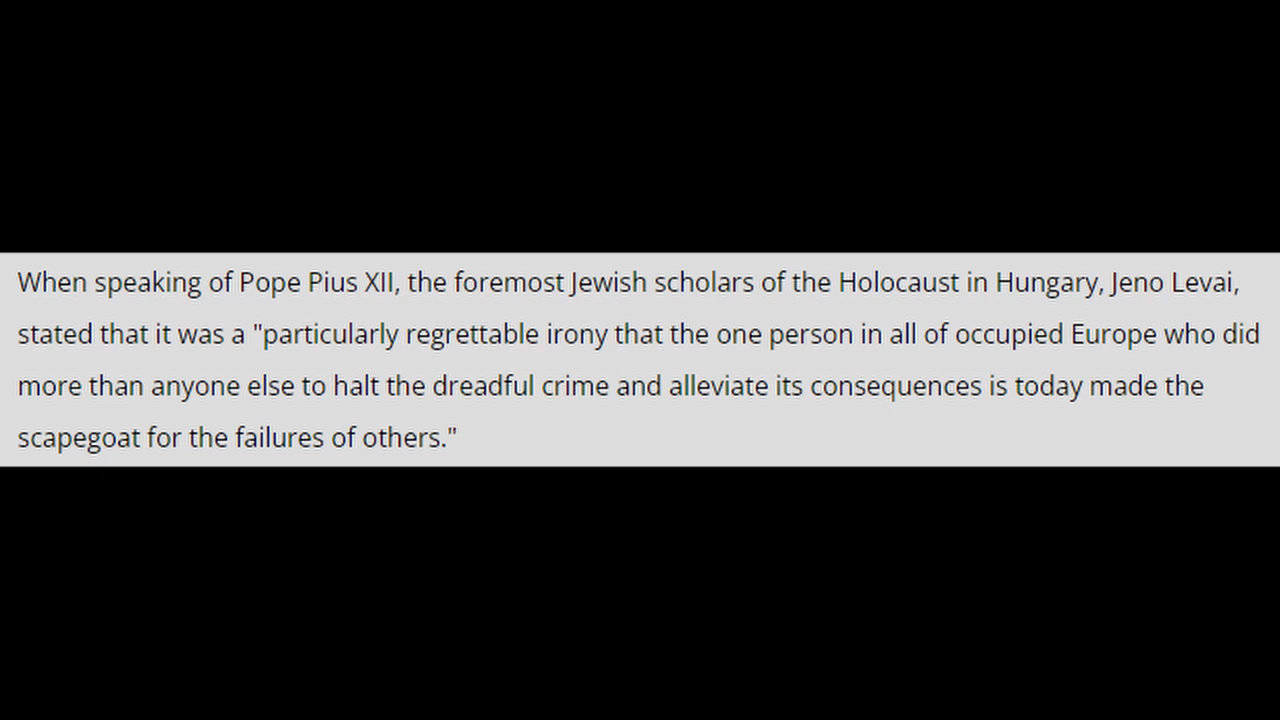 When speaking of Pope Pius XII, the foremost Jewish scholars of the Holocaust in Hungary, Jeno Levai,
stated that it was a "particularly regrettable irony that the one person in all of occupied Europe who did
more than anyone else to halt the dreadful crime and alleviate its consequences is today made the
scapegoat for the failures of others."